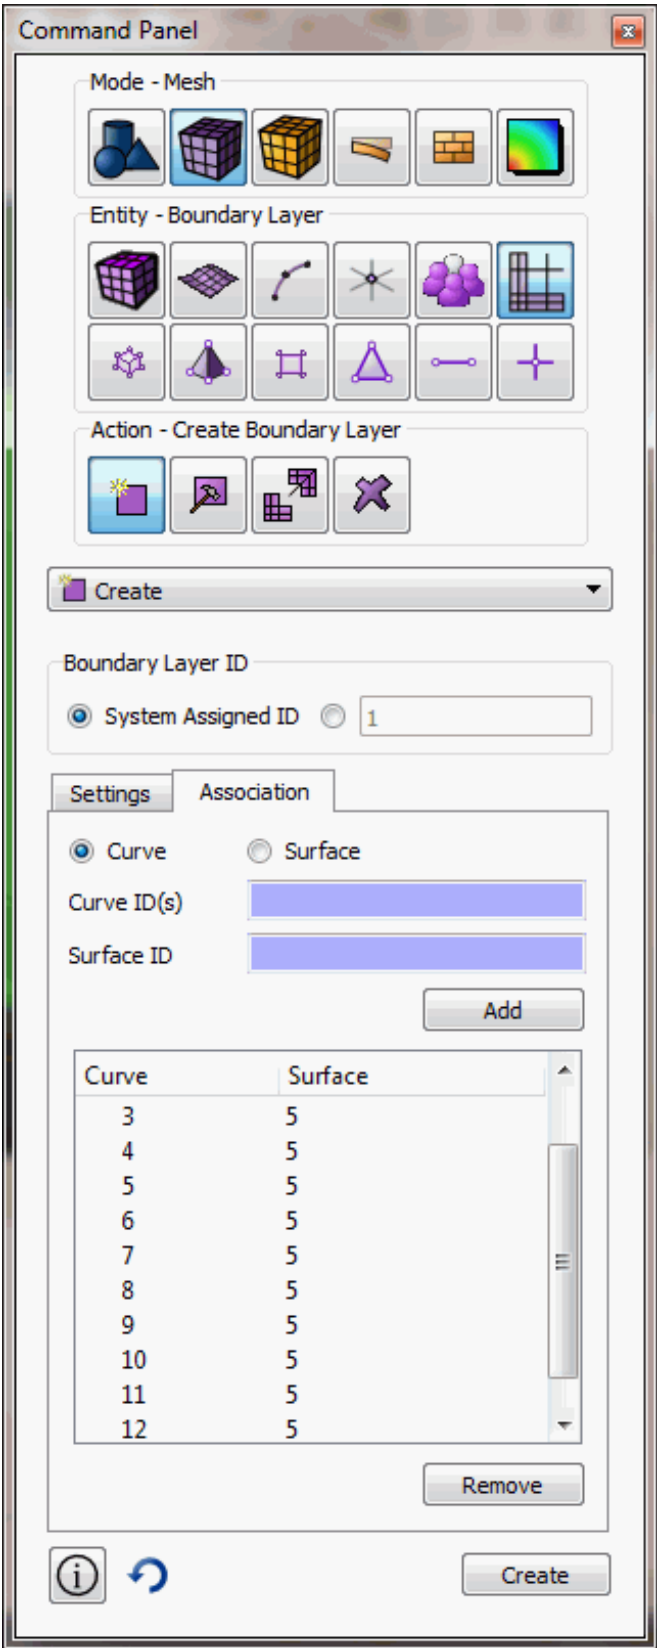 Command Panel
Mode - Mesh
Entity - Boundary Layer
Action - Create Boundary Layer
Create
Boundary Layer ID
System Assigned ID 1
Settings Association
Curve Surface
Curve ID(s)
Surface ID
Add
Curve Surface
3 5
4 5
5 5
6 5
7 5
8 5
9 5
10 5
11 5
12 5
Remove
Create